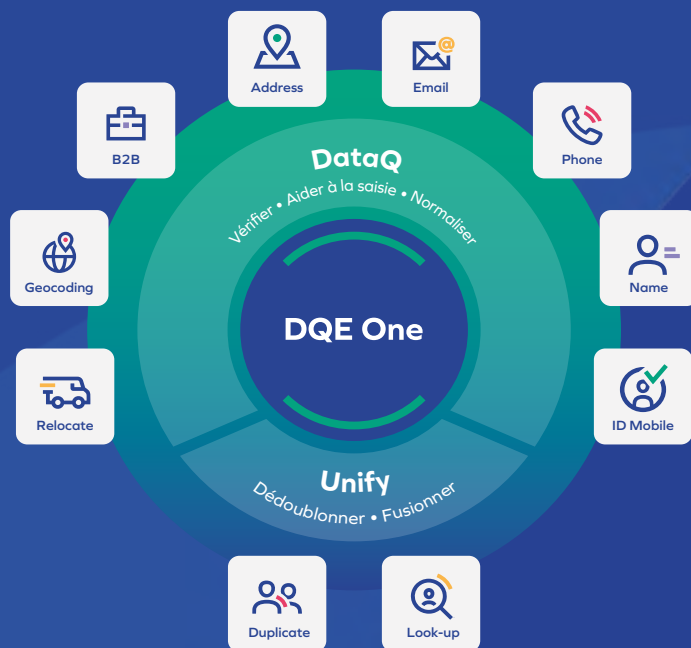 Address
Email
B2B
Phone
DataQ
Vérifier • Aider à la saisie • Normaliser
Geocoding
Name
DQE One
Relocate
ID Mobile
Unify
Dédoublonner • Fusionner
Duplicate
Look-up